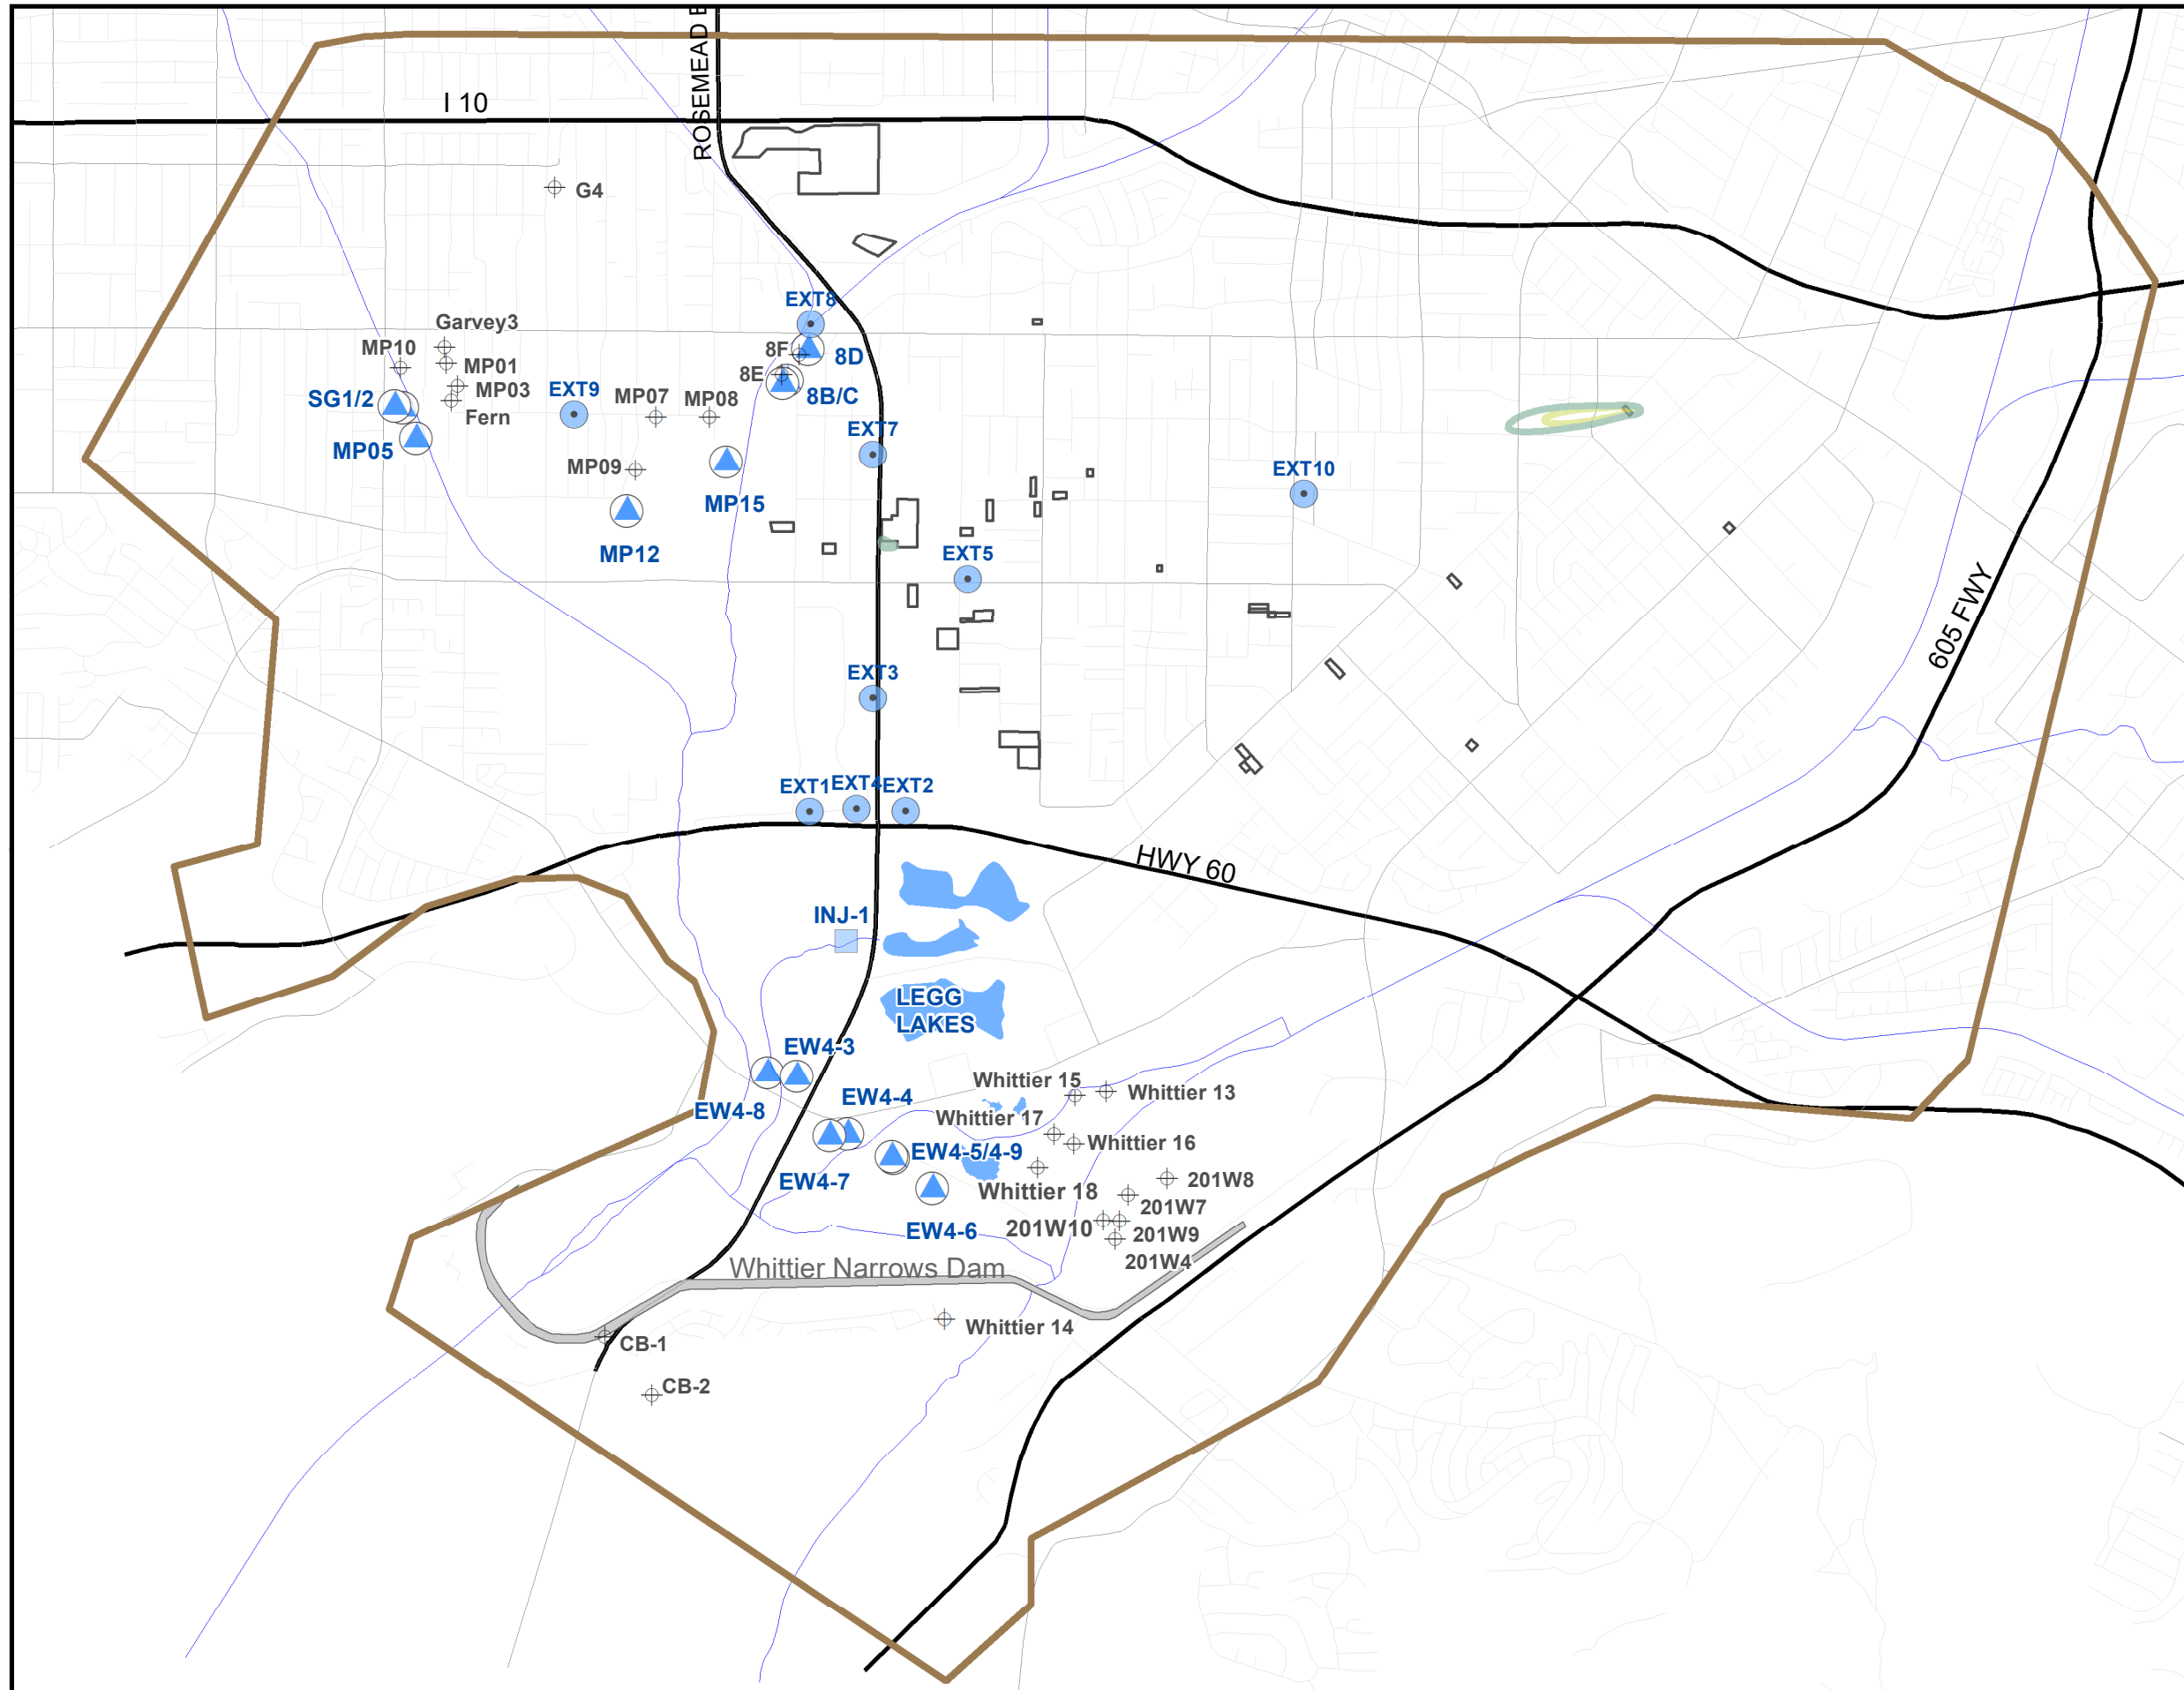 ROSEMEAD B
I 10
G4
EXT8
Garvey3
MP10
8F
8D
MP01
8E
MP03
EXT9
MP07
MP08
8B/C
SG1/2
Fern
EXT7
MP05
MP09
EXT10
MP15
MP12
EXT5
605 FWY
EXT3
EXT1
EXT4
EXT2
HWY 60
INJ-1
LEGG
LAKES
EW4-3
Whittier 15
Whittier 13
EW4-4
EW4-8
Whittier 17
Whittier 16
EW4-5/4-9
EW4-7
Whittier 18
201W8
201W7
201W10
EW4-6
201W9
201W4
Whittier Narrows Dam
Whittier 14
CB-1
CB-2